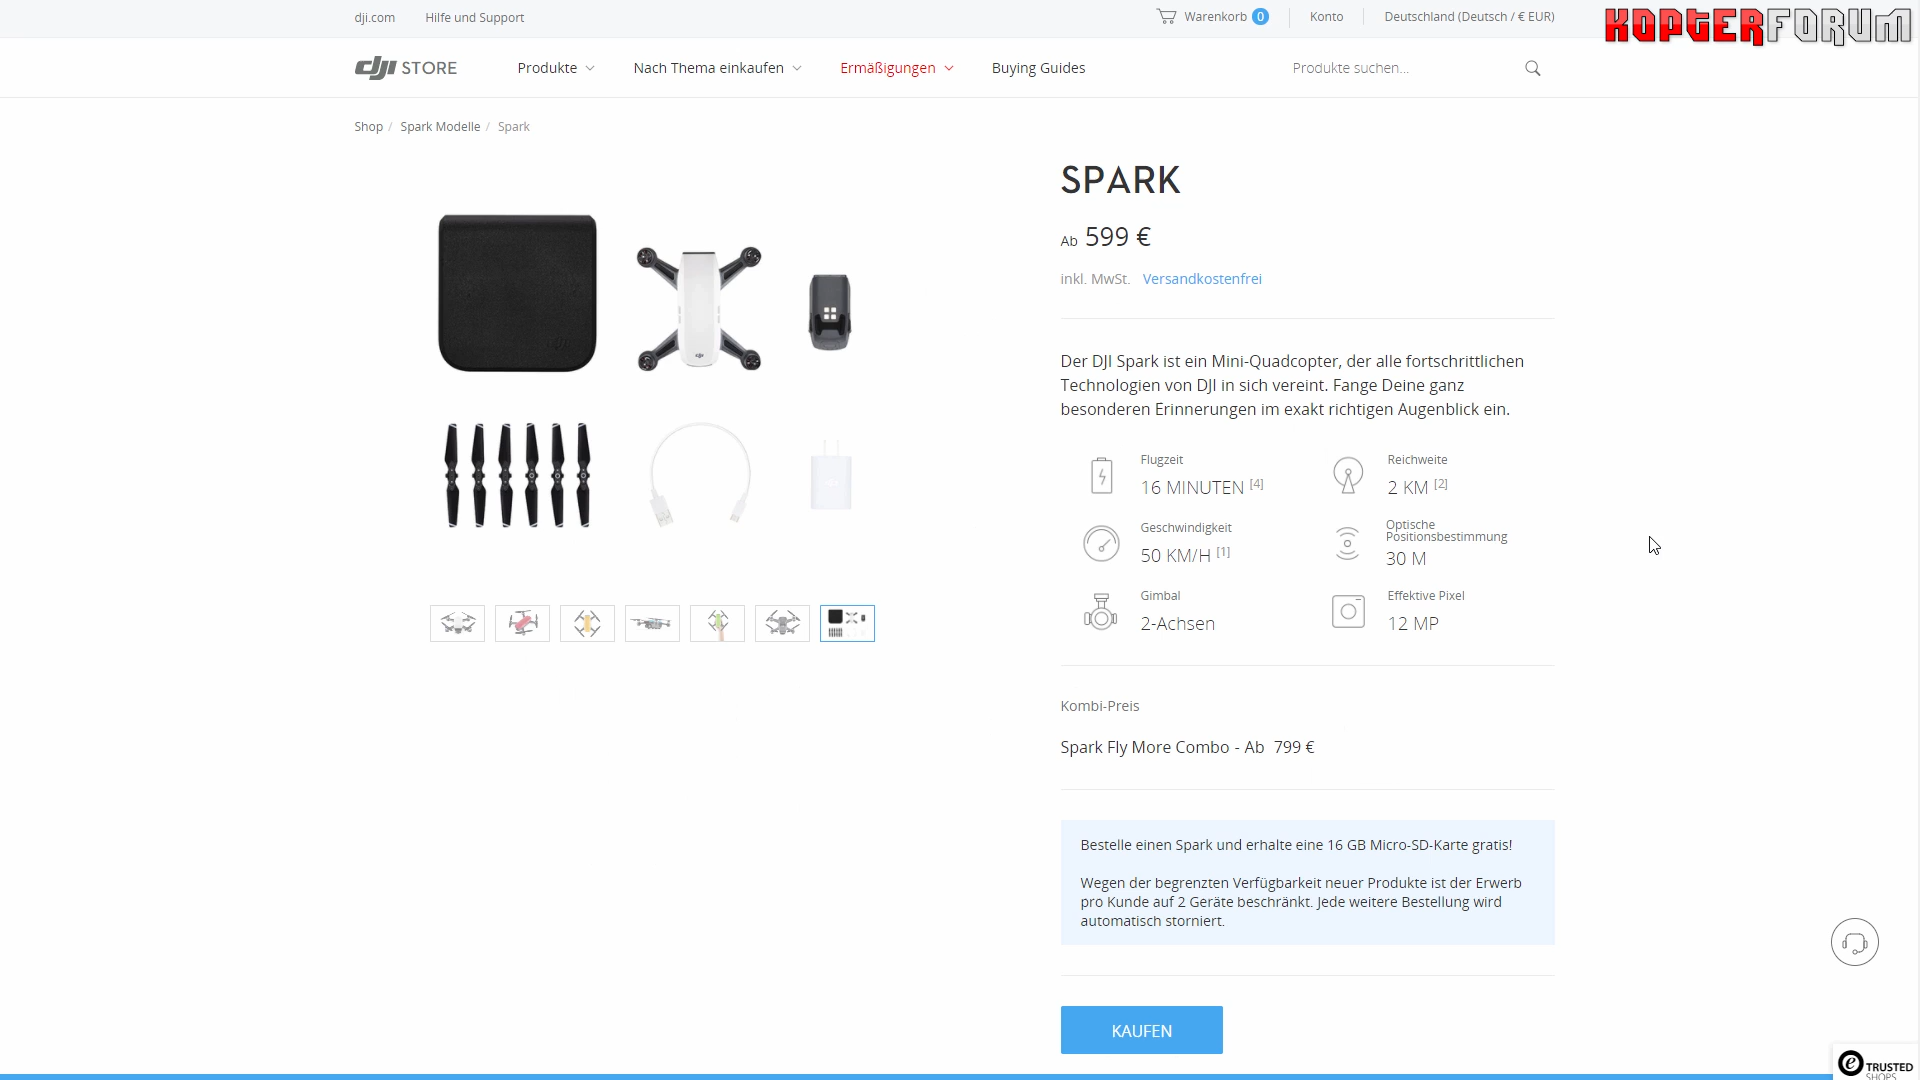 dji.com Hilfe und Support Warenkorb 0 Konto Deutschland (Deutsch / € EUR)
KOPTERFORUM
dji STORE Produkte Nach Thema einkaufen Ermäßigungen Buying Guides Produkte suchen...
Shop / Spark Modelle / Spark
SPARK
Ab 599 €
inkl. MwSt. Versandkostenfrei
Der DJI Spark ist ein Mini-Quadcopter, der alle fortschrittlichen
Technologien von DJI in sich vereint. Fange Deine ganz
besonderen Erinnerungen im exakt richtigen Augenblick ein.
Flugzeit
16 MINUTEN [4]
Reichweite
2 KM [2]
Geschwindigkeit
50 KM/H [1]
Optische
Positionsbestimmung
30 M
Gimbal
2-Achsen
Effektive Pixel
12 MP
Kombi-Preis
Spark Fly More Combo - Ab 799 €
Bestelle einen Spark und erhalte eine 16 GB Micro-SD-Karte gratis!
Wegen der begrenzten Verfügbarkeit neuer Produkte ist der Erwerb
pro Kunde auf 2 Geräte beschränkt. Jede weitere Bestellung wird
automatisch storniert.
KAUFEN
e TRUSTED
SHOPS